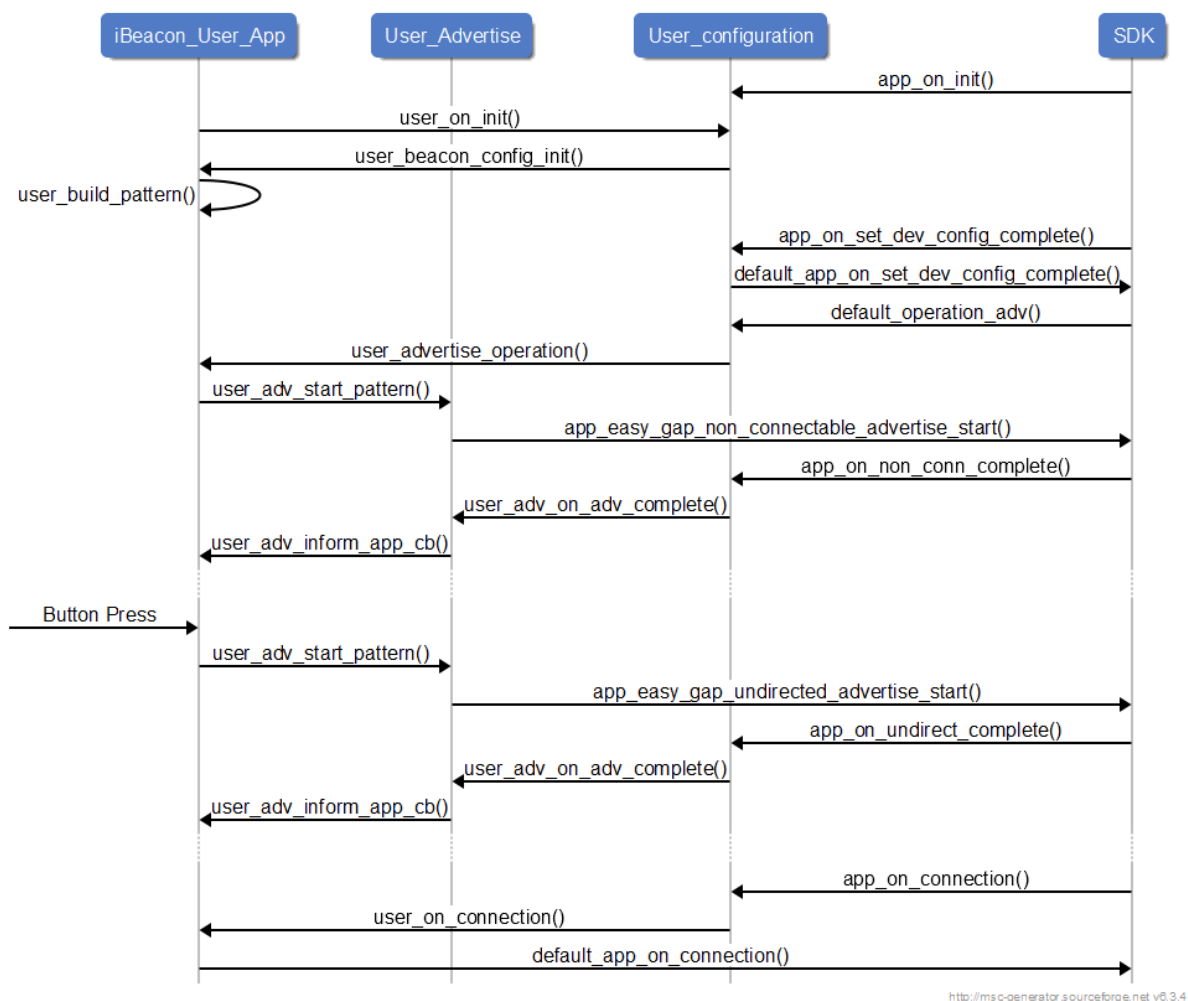 iBeacon_User_App User_Advertise User_configuration SDK
app_on_init()
user_on_init()
user_beacon_config_init()
user_build_pattern()
app_on_set_dev_config_complete()
default_app_on_set_dev_config_complete()
default_operation_adv()
user_advertise_operation()
user_adv_start_pattern()
app_easy_gap_non_connectable_advertise_start()
app_on_non_conn_complete()
user_adv_on_adv_complete()
user_adv_inform_app_cb()
Button Press
user_adv_start_pattern()
app_easy_gap_undirected_advertise_start()
app_on_undirect_complete()
user_adv_on_adv_complete()
user_adv_inform_app_cb()
app_on_connection()
user_on_connection()
default_app_on_connection()
http://msc-generator.sourceforge.net v6.3.4